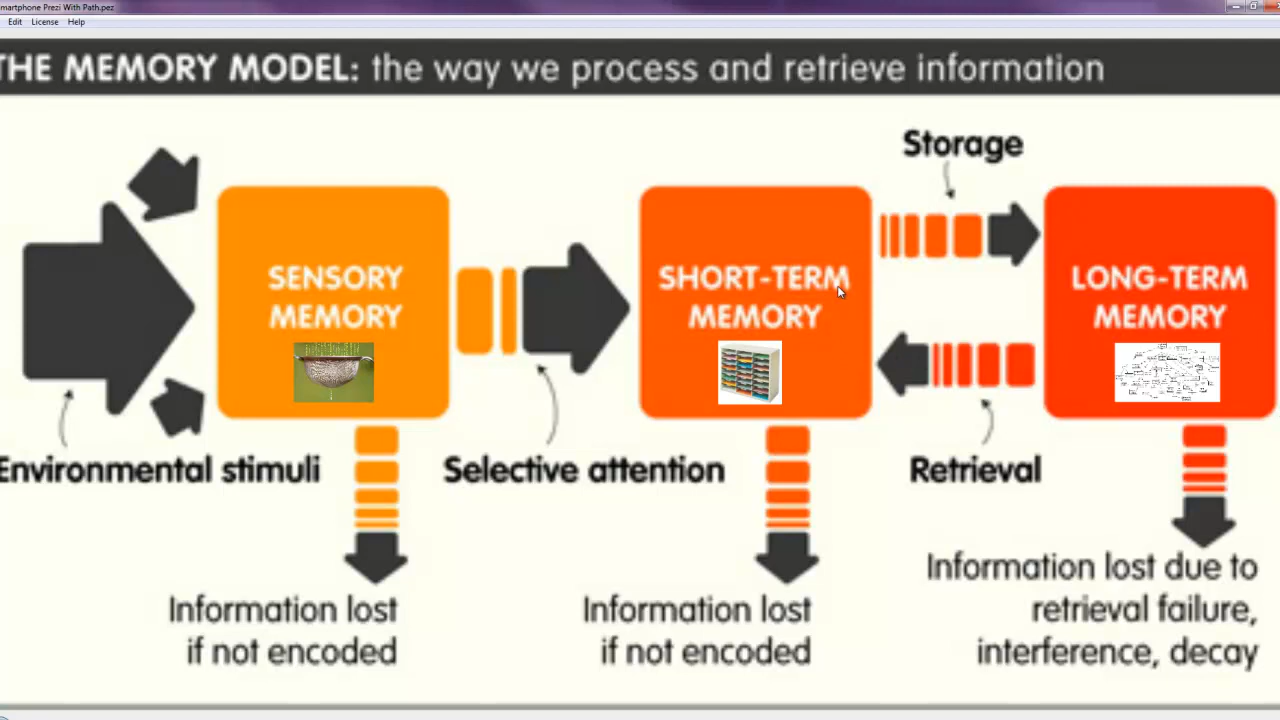 martphone Prezi With Path.pez
Edit License Help
THE MEMORY MODEL: the way we process and retrieve information
Storage
SENSORY
MEMORY
SHORT-TERM
MEMORY
LONG-TERM
MEMORY
Environmental stimuli
Selective attention
Retrieval
Information lost
if not encoded
Information lost
if not encoded
Information lost due to
retrieval failure,
interference, decay